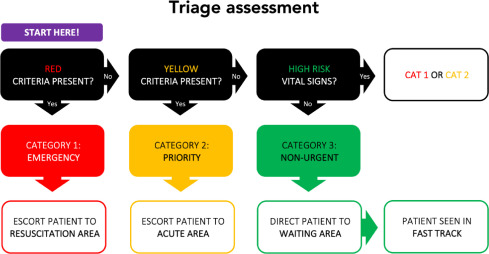 Triage assessment
START HERE!
RED
CRITERIA PRESENT?
No
YELLOW
CRITERIA PRESENT?
No
HIGH RISK
VITAL SIGNS?
Yes
CAT 1 OR CAT 2
Yes
Yes
No
CATEGORY 1:
EMERGENCY
CATEGORY 2:
PRIORITY
CATEGORY 3:
NON-URGENT
ESCORT PATIENT TO
RESUSCITATION AREA
ESCORT PATIENT TO
ACUTE AREA
DIRECT PATIENT TO
WAITING AREA
PATIENT SEEN IN
FAST TRACK